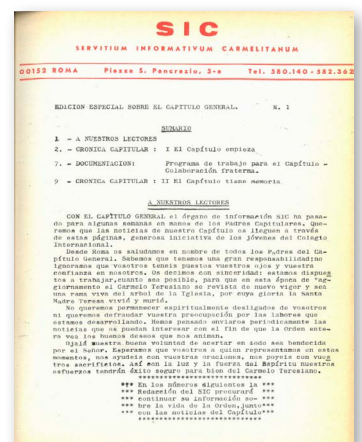 SIC
SERVITIUM INFORMATIVUM CARMELITANUM
00152 ROMA Piazza S. Pancrazio, 5-a Tel. 580.140 - 582.362
EDICION ESPECIAL SOBRE EL CAPITULO GENERAL. N. 1
SUMARIO
1 - A NUESTROS LECTORES
2. - CRONICA CAPITULAR : I El Capítulo empieza
7. - DOCUMENTACION: Programa de trabajo para el Capítulo -
Colaboración fraterna.
9 - CRONICA CAPITULAR : II El Capítulo tiene memoria
A NUESTROS LECTORES
CON EL CAPÍTULO GENERAL el órgano de información SIC ha pasa-
do para algunas semanas en manos de los Padres Capitulares. Que-
remos que las noticias de nuestro Capítulo os lleguen a través
de estas páginas, generosa iniciativa de los jóvenes del Colegio
Internacional.
Desde Roma os saludamos en nombre de todos los Padres del Ca-
pítulo General. Sabemos que tenemos una gran responsabilidad:no
ignoramos que vosotros tenéis puestos vuestros ojos y vuestra
confianza en nosotros. Os decimos con sinceridad: estamos dispues
tos a trabajar,cuanto sea posible, para que en esta época de "ag-
giornamento el Carmelo Teresiano se revista de nuevo vigor y sea
una rama viva del arbol de la Iglesia, por cuya gloria la santa
Madre Teresa vivió y murió.
No queremos permanecer espiritualmente desligados de vosotros
ni queremos defraudar vuestra preocupación por las labores que
estamos desarrollando. Hemos pensado enviaros periódicamente las
noticias que os puedan interesar con el fin de que la Orden ente-
ra vea los buenos deseos que nos animan.
Ojalá nuestra buena voluntad de acertar en todo sea bendecida
por el Señor. Esperamos que vosotros a quien representamos en estos
momentos, nos ayudeis con vuestras oraciones, nos poyeis con vues
tros sacrificios. Así con la luz y la fuerza del Espíritu nuestros
esfuerzos tendrán éxito seguro para bien del Carmelo Teresiano.
*** En los números siguientes la ***
*** Redacción del SIC procurará ***
*** continuar su información so- ***
*** bre la vida de la Orden,junto***
*** con las noticias del Capítulo***